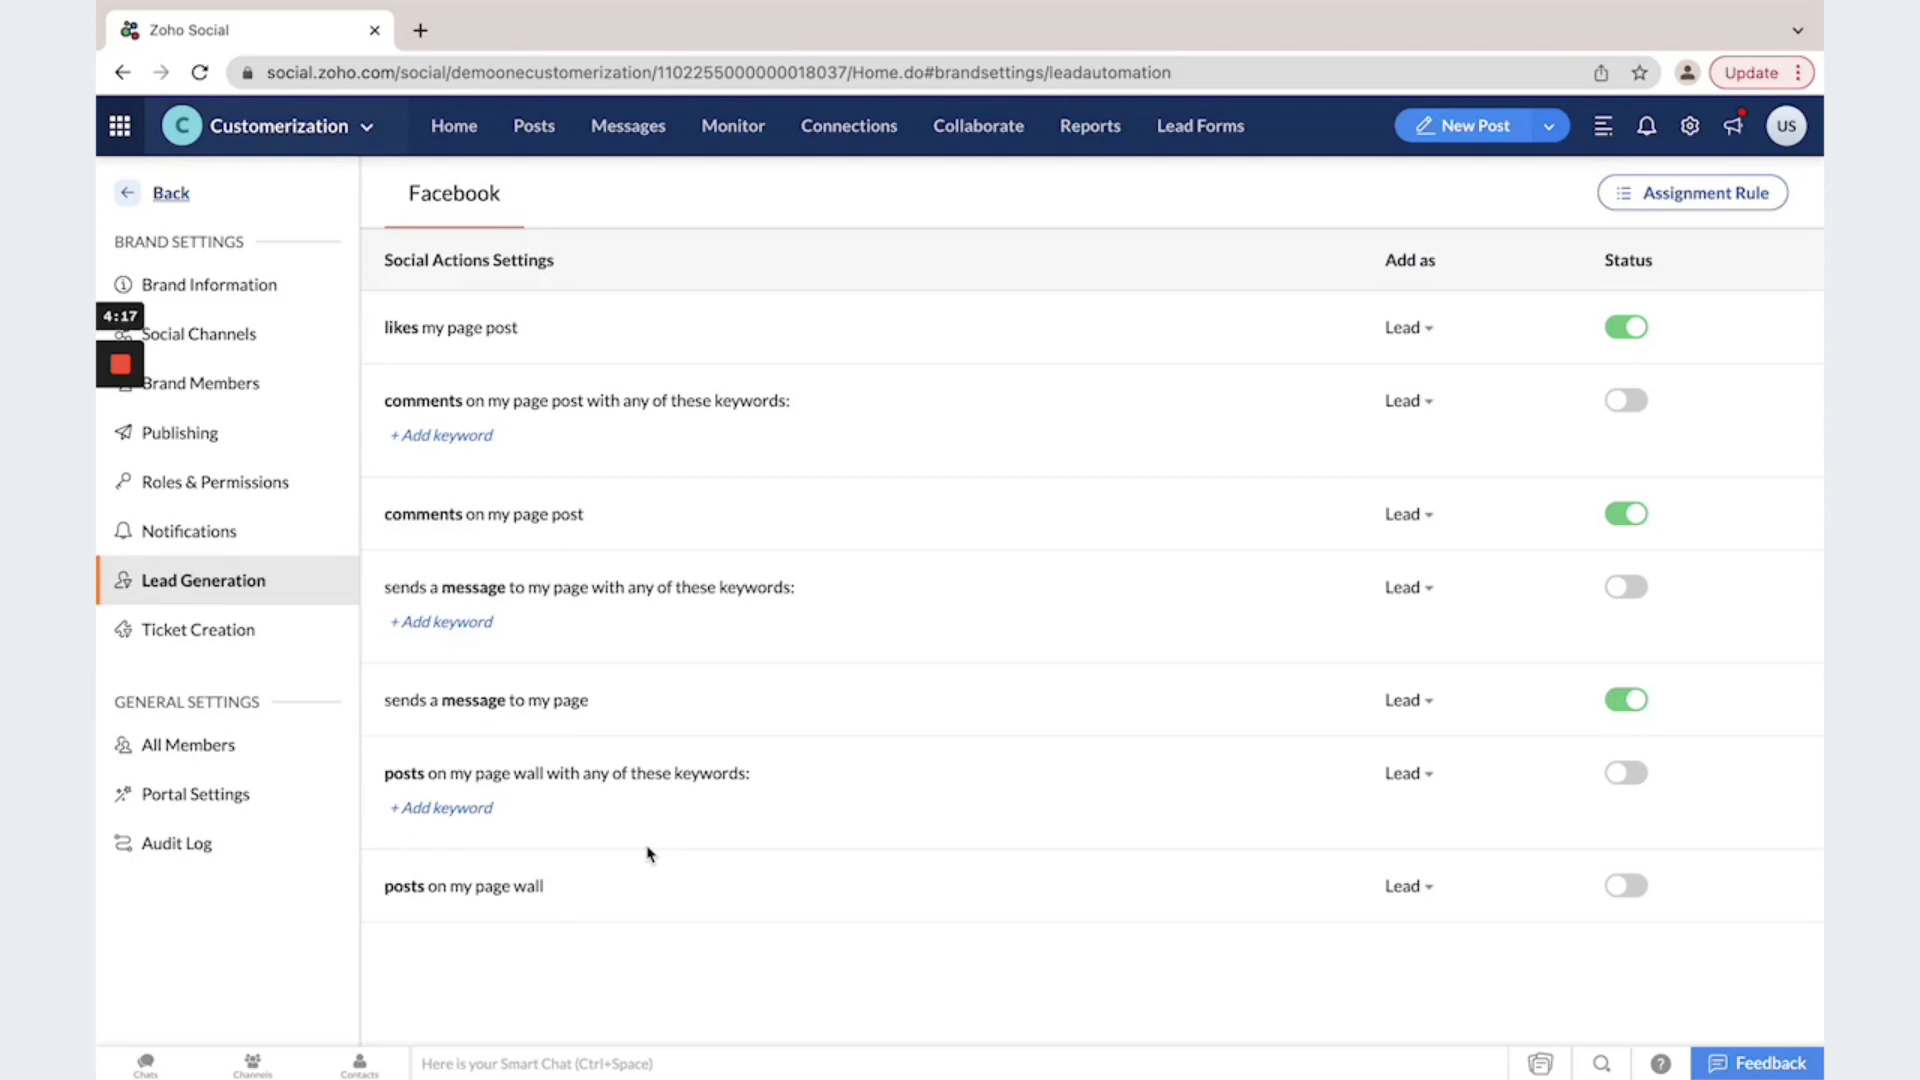 Zoho Social
social.zoho.com/social/demoonecustomerization/1102255000000018037/Home.do#brandsettings/leadautomation
Update
C Customerization Home Posts Messages Monitor Connections Collaborate Reports Lead Forms New Post US
Back
BRAND SETTINGS
Brand Information
4:17
Social Channels
Brand Members
Publishing
Roles & Permissions
Notifications
Lead Generation
Ticket Creation
GENERAL SETTINGS
All Members
Portal Settings
Audit Log
Facebook
Assignment Rule
Social Actions Settings Add as Status
likes my page post Lead
comments on my page post with any of these keywords: Lead
+ Add keyword
comments on my page post Lead
sends a message to my page with any of these keywords: Lead
+ Add keyword
sends a message to my page Lead
posts on my page wall with any of these keywords: Lead
+ Add keyword
posts on my page wall Lead
Chats Channels Contacts Here is your Smart Chat (Ctrl+Space) Feedback